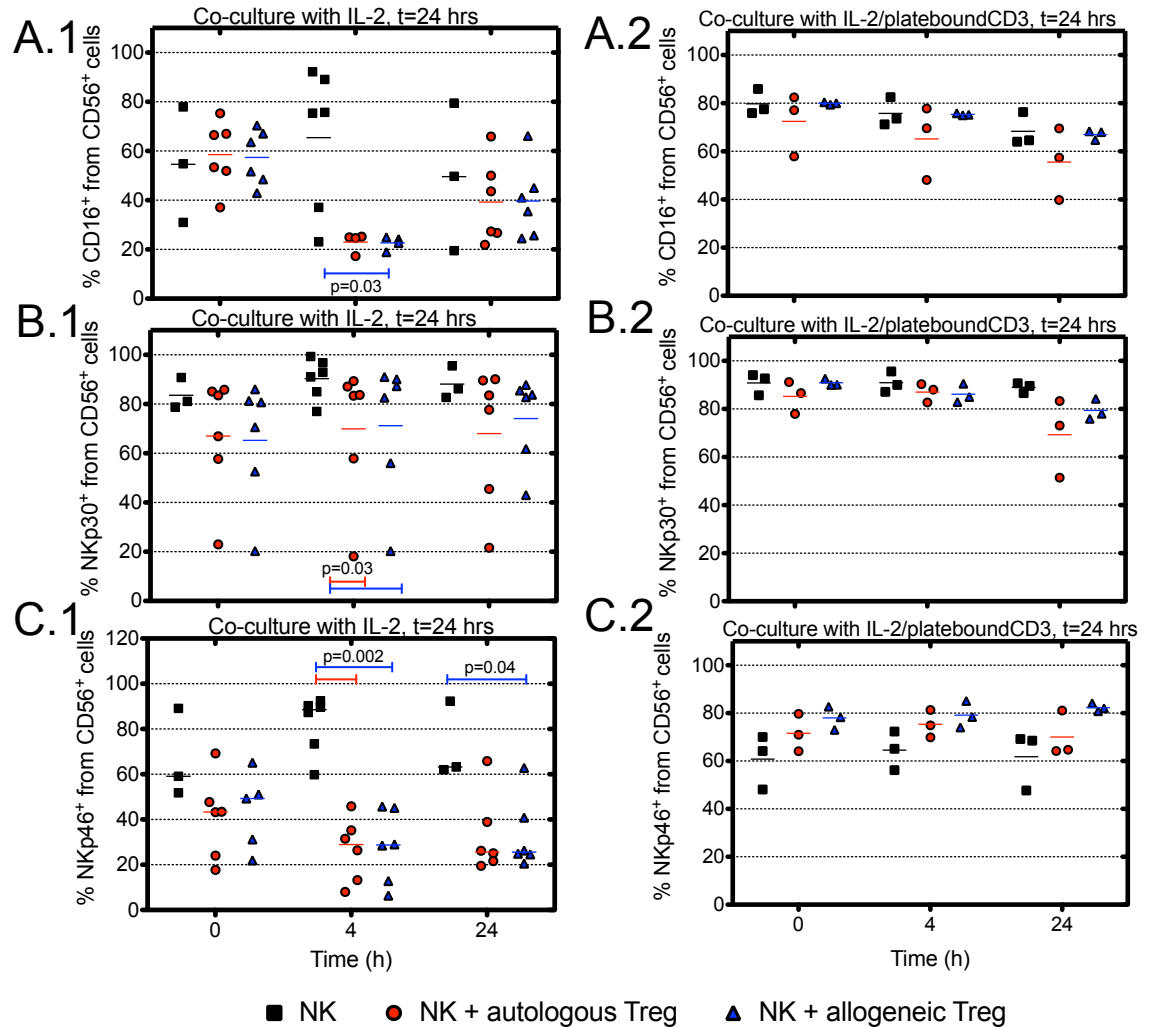 A.1
Co-culture with IL-2, t=24 hrs
% CD16+ from CD56+ cells
100
80
60
40
20
0
p=0.03
A.2
Co-culture with IL-2/plateboundCD3, t=24 hrs
% CD16+ from CD56+ cells
100
80
60
40
20
0
B.1
Co-culture with IL-2, t=24 hrs
% NKp30+ from CD56+ cells
100
80
60
40
20
0
p=0.03
B.2
Co-culture with IL-2/plateboundCD3, t=24 hrs
% NKp30+ from CD56+ cells
100
80
60
40
20
0
C.1
Co-culture with IL-2, t=24 hrs
% NKp46+ from CD56+ cells
120
100
80
60
40
20
0
p=0.002
p=0.04
0 4 24
Time (h)
C.2
Co-culture with IL-2/plateboundCD3, t=24 hrs
% NKp46+ from CD56+ cells
100
80
60
40
20
0
0 4 24
Time (h)
NK NK + autologous Treg NK + allogeneic Treg